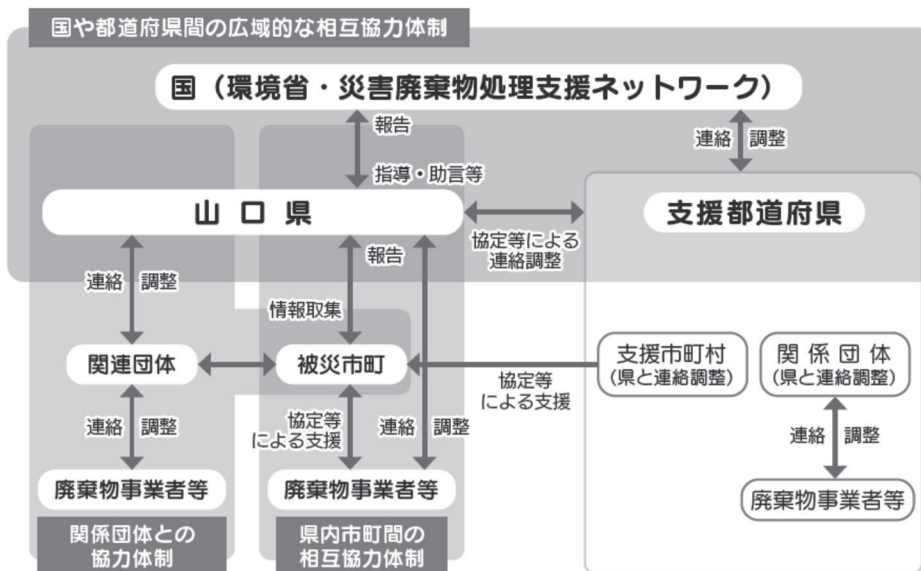 国や都道府県間の広域的な相互協力体制
国（環境省・災害廃棄物処理支援ネットワーク）
報告
連絡 調整
指導・助言等
山口県
支援都道府県
協定等による
連絡調整
報告
連絡 調整
情報取集
関連団体
被災市町
支援市町村
（県と連絡調整）
関係団体
（県と連絡調整）
協定等
による支援
連絡 調整
協定等
による支援
連絡 調整
連絡 調整
廃棄物事業者等
廃棄物事業者等
廃棄物事業者等
関係団体との
協力体制
県内市町間の
相互協力体制